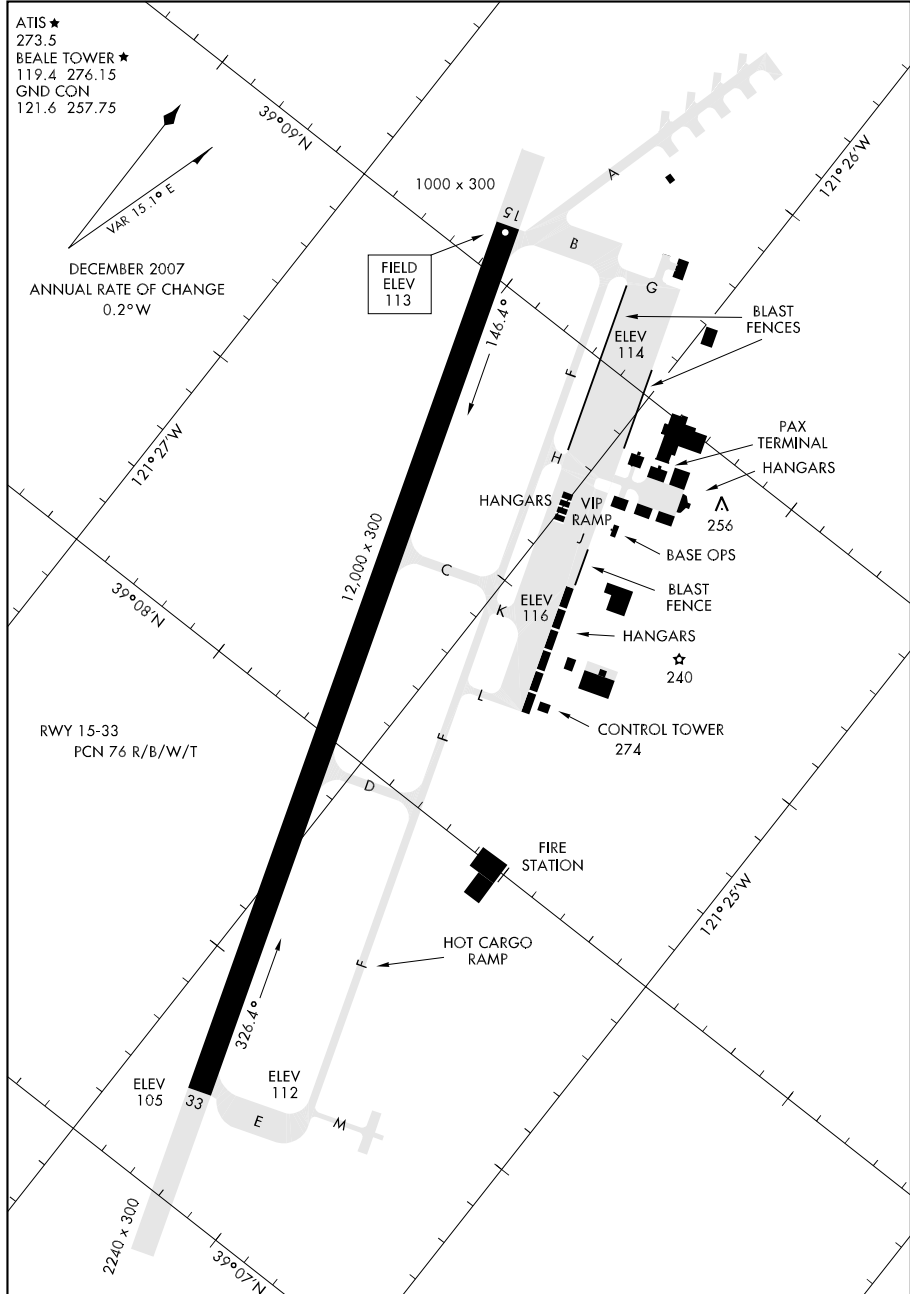 ATIS ★
273.5
BEALE TOWER ★
119.4 276.15
GND CON
121.6 257.75
VAR 15.1° E
DECEMBER 2007
ANNUAL RATE OF CHANGE
0.2° W
39°09'N
121°26'W
1000 x 300
A
15
B
FIELD
ELEV
113
G
BLAST
FENCES
ELEV
114
146.4°
F
121°27'W
PAX
TERMINAL
H
HANGARS
HANGARS
VIP
RAMP
256
J
BASE OPS
12,000 x 300
C
BLAST
FENCE
39°08'N
ELEV
116
K
HANGARS
240
L
RWY 15-33
PCN 76 R/B/W/T
F
CONTROL TOWER
274
D
FIRE
STATION
121°25'W
HOT CARGO
RAMP
F
326.4°
ELEV
105
33
ELEV
112
E
M
2240 x 300
39°07'N